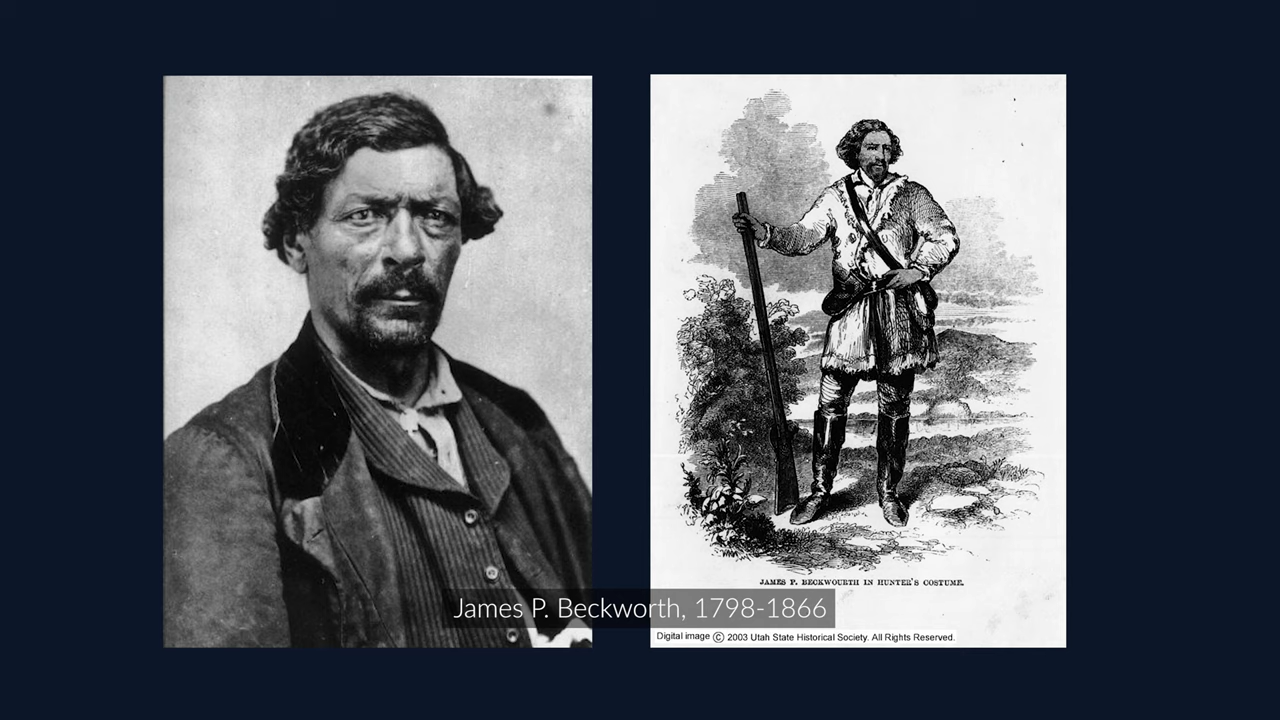 JAMES P. BECKWOURTH IN HUNTER'S COSTUME.
James P. Beckworth, 1798-1866
Digital image © 2003 Utah State Historical Society. All Rights Reserved.